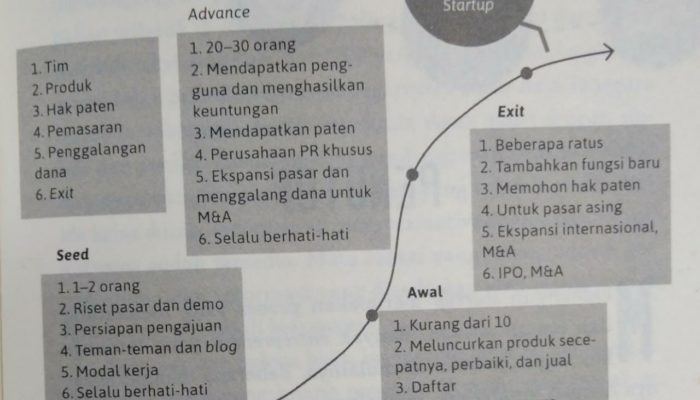 Startup
Advance
1. Tim
2. Produk
3. Hak paten
4. Pemasaran
5. Penggalangan
dana
6. Exit
1. 20–30 orang
2. Mendapatkan peng-
guna dan menghasilkan
keuntungan
3. Mendapatkan paten
4. Perusahaan PR khusus
5. Ekspansi pasar dan
menggalang dana untuk
M&A
6. Selalu berhati-hati
Exit
1. Beberapa ratus
2. Tambahkan fungsi baru
3. Memohon hak paten
4. Untuk pasar asing
5. Ekspansi internasional,
M&A
6. IPO, M&A
Seed
1. 1–2 orang
2. Riset pasar dan demo
3. Persiapan pengajuan
4. Teman-teman dan blog
5. Modal kerja
6. Selalu berhati-hati
Awal
1. Kurang dari 10
2. Meluncurkan produk sece-
patnya, perbaiki, dan jual
3. Daftar